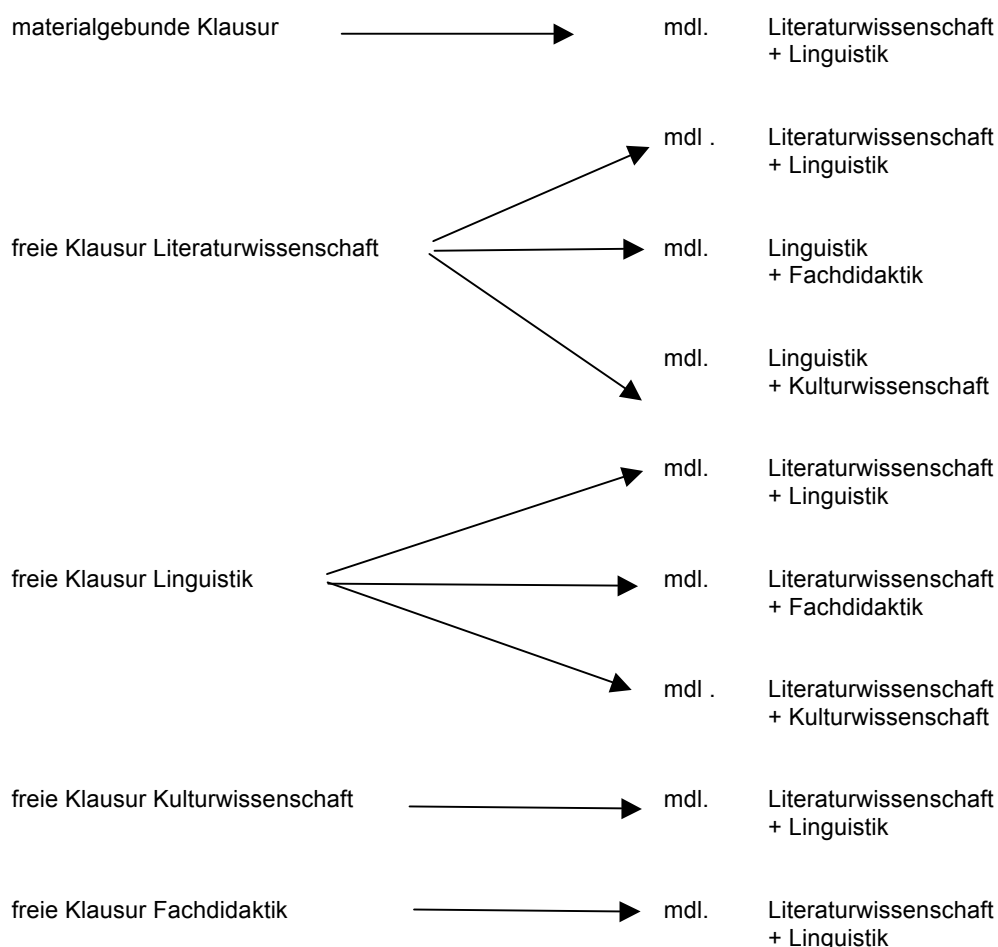 materialgebunde Klausur mdl. Literaturwissenschaft
+ Linguistik
mdl . Literaturwissenschaft
+ Linguistik
freie Klausur Literaturwissenschaft mdl. Linguistik
+ Fachdidaktik
mdl. Linguistik
+ Kulturwissenschaft
mdl. Literaturwissenschaft
+ Linguistik
freie Klausur Linguistik mdl. Literaturwissenschaft
+ Fachdidaktik
mdl . Literaturwissenschaft
+ Kulturwissenschaft
freie Klausur Kulturwissenschaft mdl. Literaturwissenschaft
+ Linguistik
freie Klausur Fachdidaktik mdl. Literaturwissenschaft
+ Linguistik